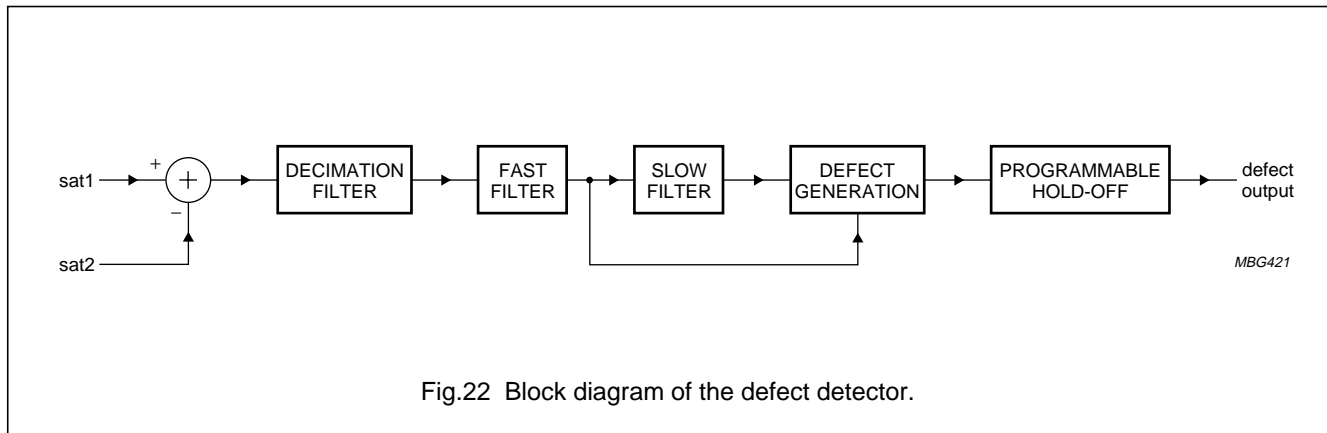 sat1
+
+
−
sat2
DECIMATION
FILTER
FAST
FILTER
SLOW
FILTER
DEFECT
GENERATION
PROGRAMMABLE
HOLD-OFF
defect
output
MBG421
Fig.22 Block diagram of the defect detector.